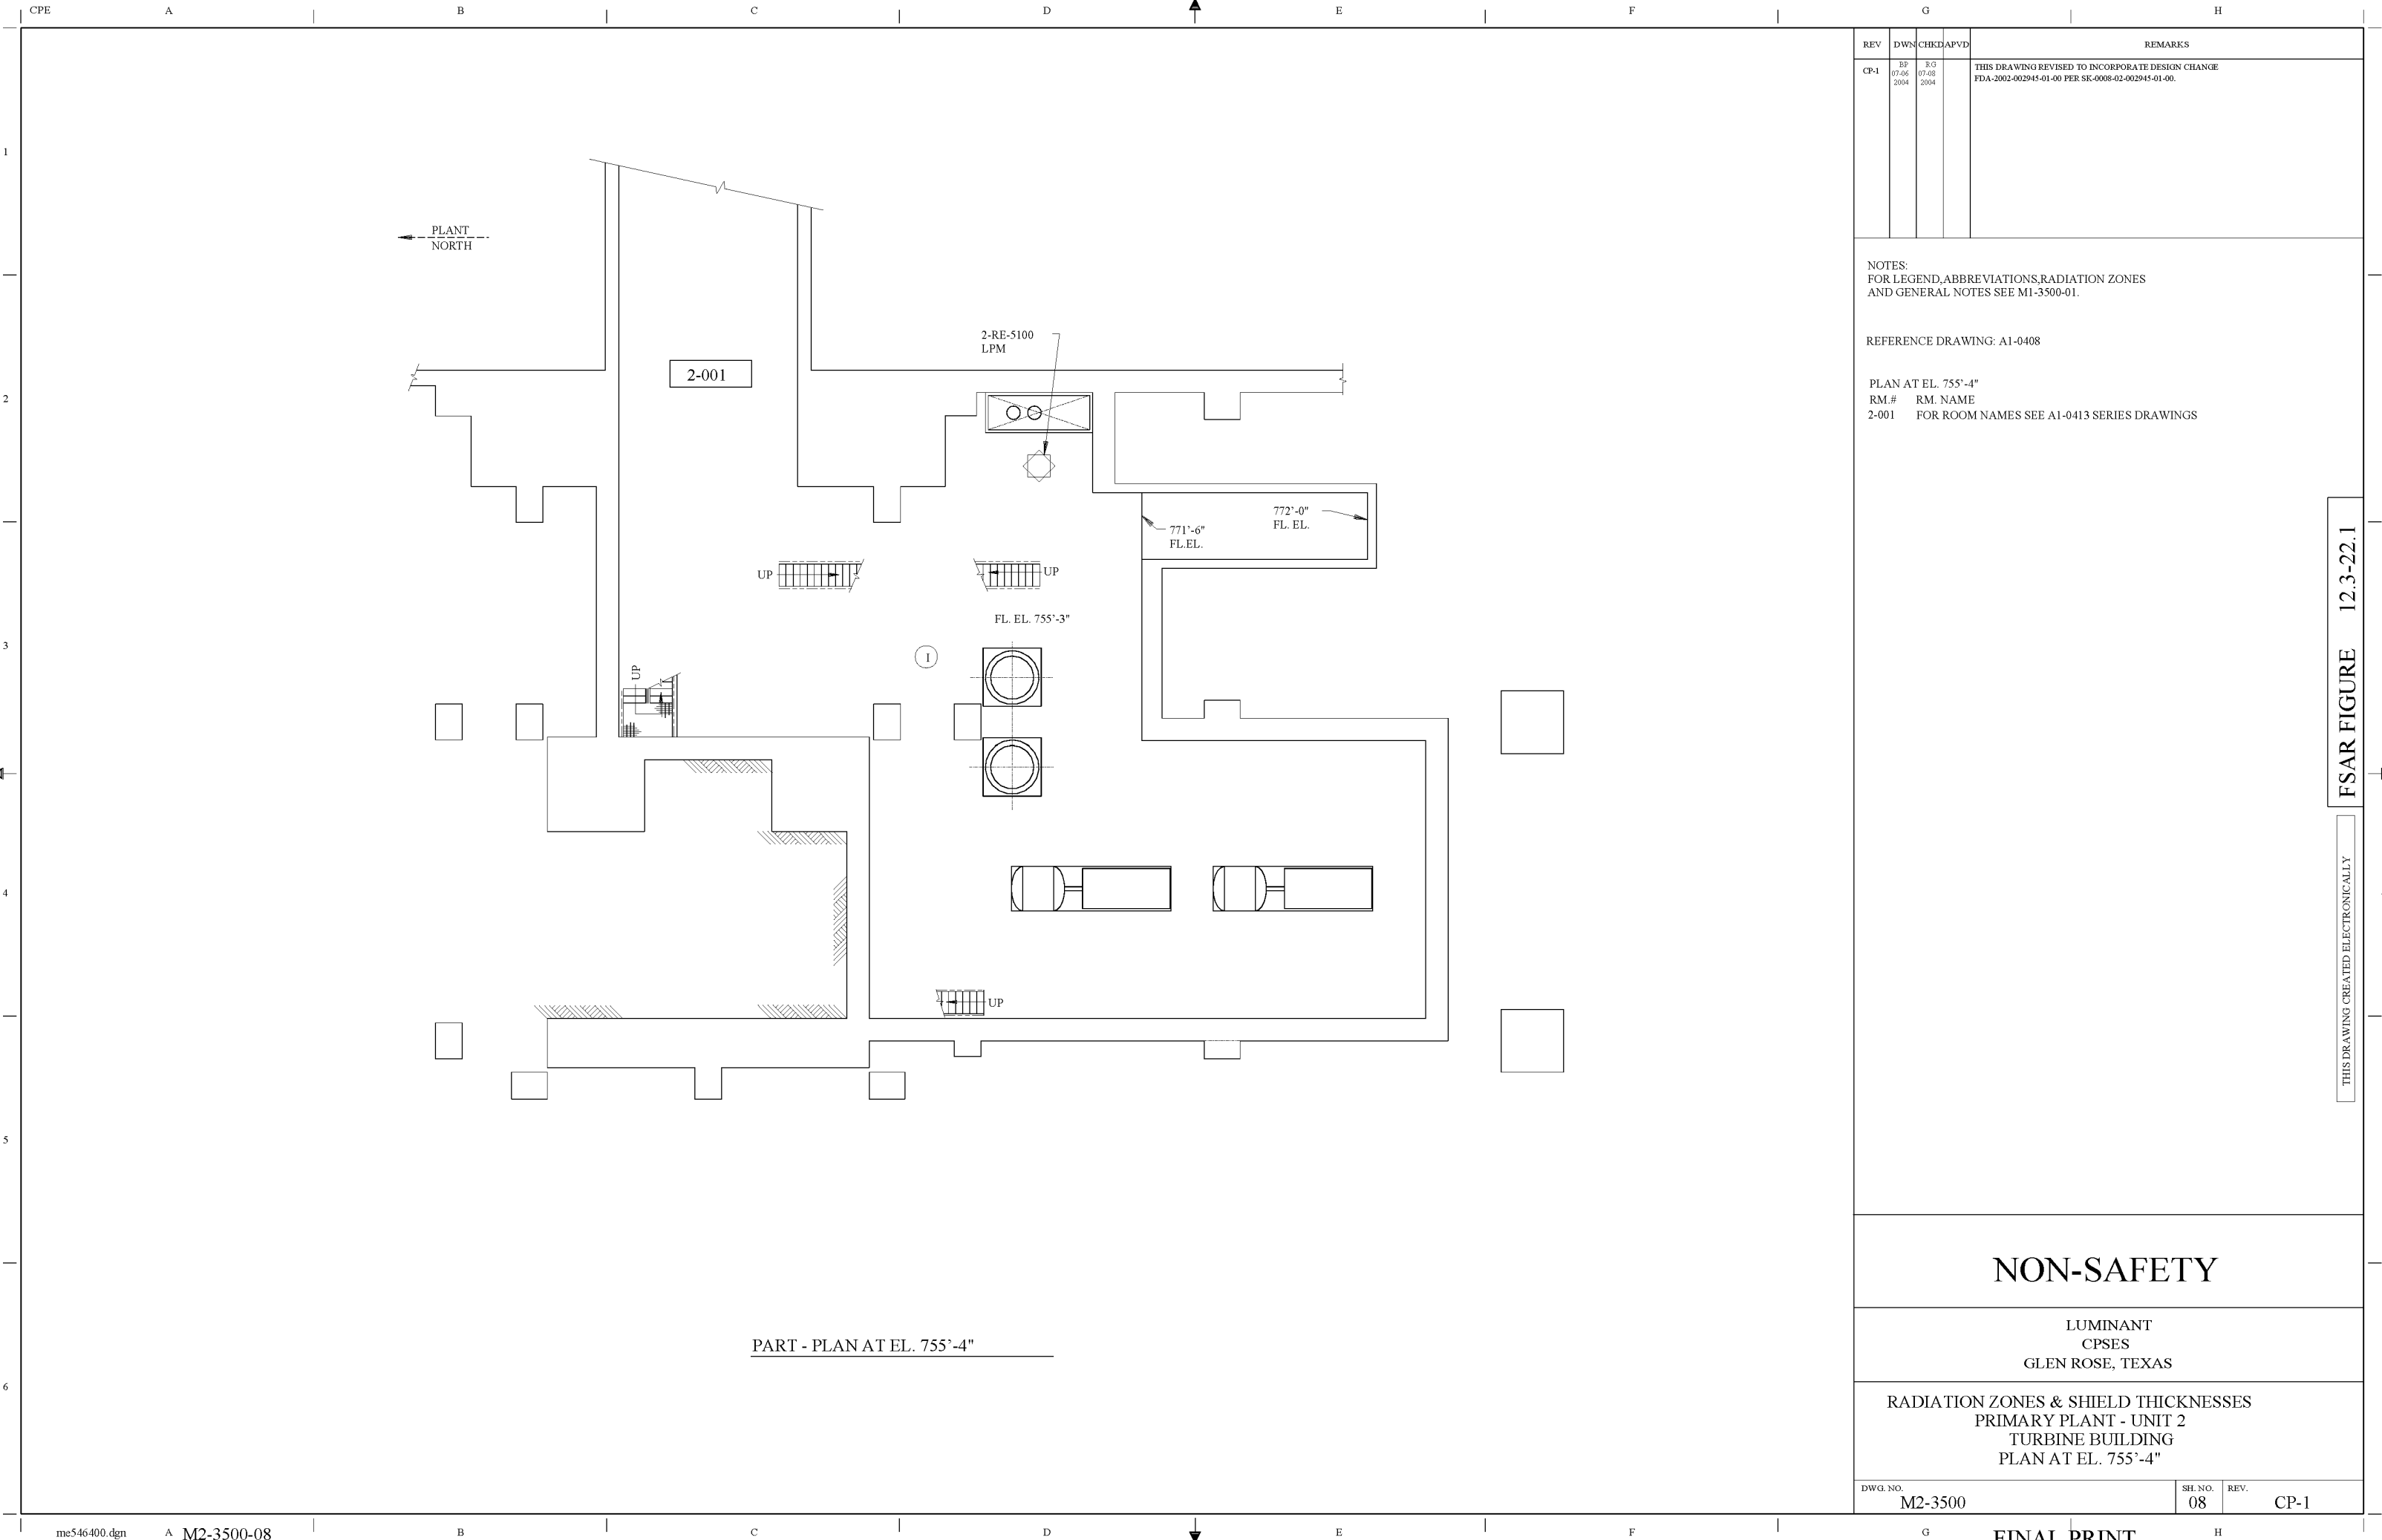 CPE A B C D E F G H
REV DWN CHKD APVD REMARKS
CP-1 BP 07-06 2004 RG 07-08 2004 THIS DRAWING REVISED TO INCORPORATE DESIGN CHANGE
FDA-2002-002945-01-00 PER SK-0008-02-002945-01-00.
1
PLANT
NORTH
NOTES:
FOR LEGEND,ABBREVIATIONS,RADIATION ZONES
AND GENERAL NOTES SEE M1-3500-01.
REFERENCE DRAWING: A1-0408
PLAN AT EL. 755'-4"
RM.# RM. NAME
2-001 FOR ROOM NAMES SEE A1-0413 SERIES DRAWINGS
2-RE-5100
LPM
2-001
2
771'-6"
FL.EL.
772'-0"
FL. EL.
UP
UP
FL. EL. 755'-3"
3
I
UP
4
UP
5
6
FSAR FIGURE 12.3-22.1
THIS DRAWING CREATED ELECTRONICALLY
PART - PLAN AT EL. 755'-4"
NON-SAFETY
LUMINANT
CPSES
GLEN ROSE, TEXAS
RADIATION ZONES & SHIELD THICKNESSES
PRIMARY PLANT - UNIT 2
TURBINE BUILDING
PLAN AT EL. 755'-4"
DWG. NO. SH. NO. REV.
M2-3500 08 CP-1
me546400.dgn A M2-3500-08 B C D E F G H
FINAL PRINT